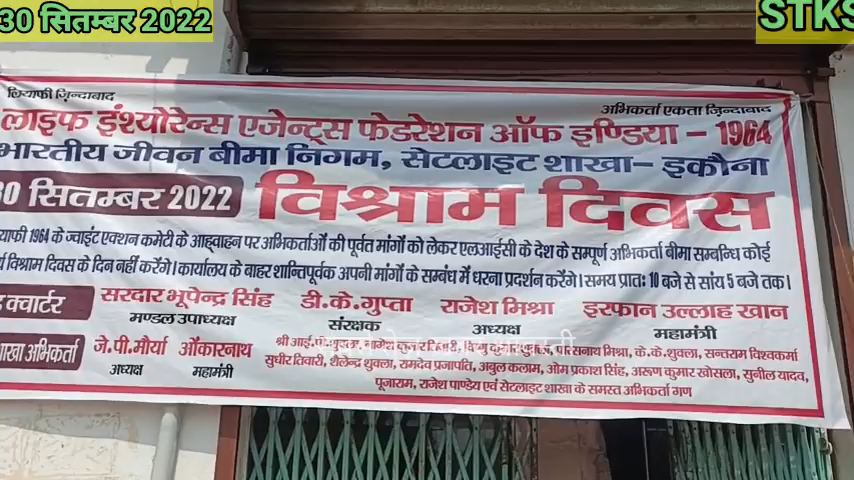 30 सितम्बर 2022
STKS
लियाफी ज़िन्दाबाद
अभिकर्ता एकता ज़िन्दाबाद
लाइफ इंश्योरेन्स एजेन्ट्स फेडरेशन ऑफ इण्डिया – 1964
भारतीय जीवन बीमा निगम, सेटलाइट शाखा– इकौना
30 सितम्बर 2022 विश्राम दिवस
1964 के ज्वाइंट एक्शन कमेटी के आह्वाहन पर अभिकर्ताओं की पूर्वत मांगों को लेकर एलआईसी के देश के सम्पूर्ण अभिकर्ता बीमा सम्बन्धि कोई
विश्राम दिवस के दिन नहीं करेंगे। कार्यालय के बाहर शान्तिपूर्वक अपनी मांगों के सम्बंध में धरना प्रदर्शन करेंगे। समय प्रातः 10 बजे से सांय 5 बजे तक।
क्वार्टर सरदार भूपेन्द्र सिंह डी.के.गुप्ता राजेश मिश्रा इरफान उल्लाह खान
मण्डल उपाध्यक्ष संरक्षक अध्यक्ष महामंत्री
शाखा अभिकर्ता जे.पी.मौर्या ओंकारनाथ
अध्यक्ष महामंत्री
श्री आई.पी.शुक्ला, पारसनाथ मिश्रा, के.के.शुक्ला, सन्तराम विश्वकर्मा
सुधीर तिवारी, शैलेन्द्र शुक्ला, रामदेव प्रजापति, अबुल कलाम, ओम प्रकाश सिंह, अरूण कुमार खोसला, सुनील यादव,
पूजाराम, राजेश पाण्डेय एवं सेटलाइट शाखा के समस्त अभिकर्ता गण